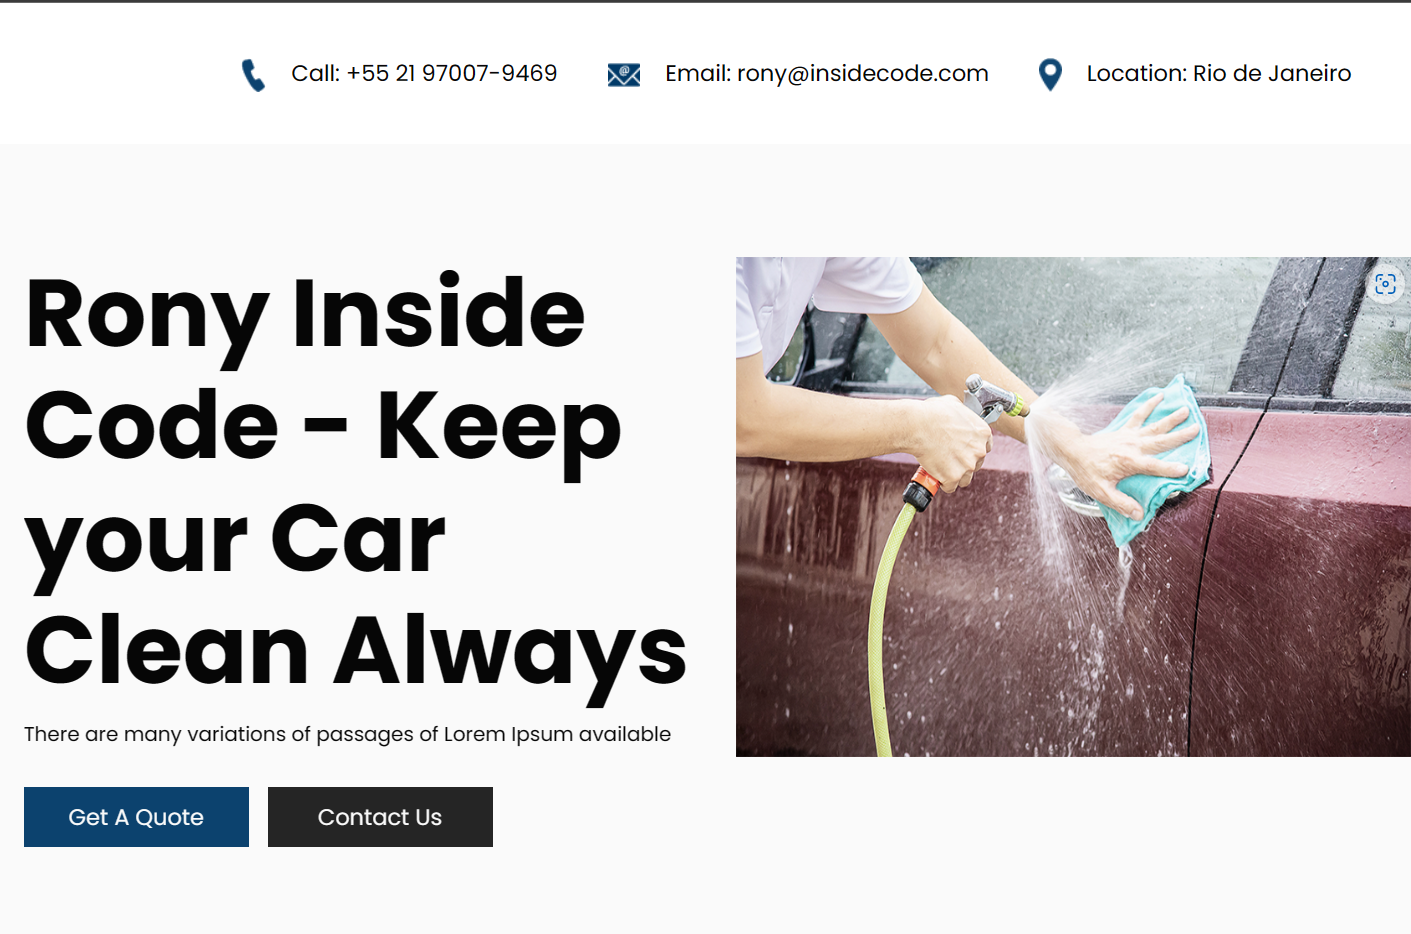 Call: +55 21 97007-9469
Email: rony@insidecode.com
Location: Rio de Janeiro
Rony Inside
Code - Keep
your Car
Clean Always
There are many variations of passages of Lorem Ipsum available
Get A Quote
Contact Us